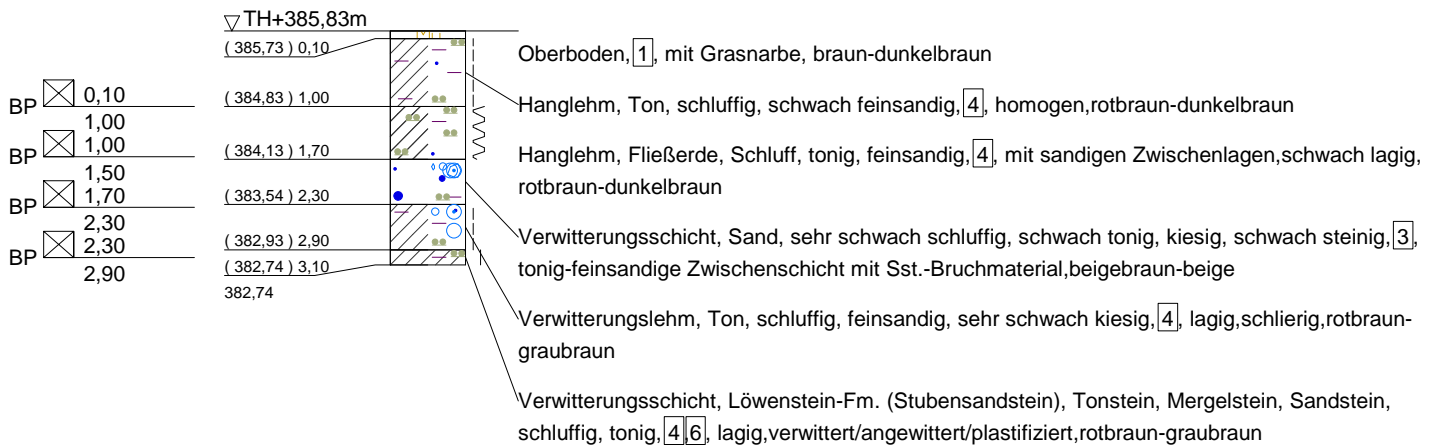 TH+385,83m
( 385,73 ) 0,10
( 384,83 ) 1,00
( 384,13 ) 1,70
( 383,54 ) 2,30
( 382,93 ) 2,90
( 382,74 ) 3,10
382,74
BP 0,10
1,00
BP 1,00
1,50
BP 1,70
2,30
BP 2,30
2,90
Oberboden, 1, mit Grasnarbe, braun-dunkelbraun
Hanglehm, Ton, schluffig, schwach feinsandig, 4, homogen,rotbraun-dunkelbraun
Hanglehm, Fließerde, Schluff, tonig, feinsandig, 4, mit sandigen Zwischenlagen,schwach lagig,
rotbraun-dunkelbraun
Verwitterungsschicht, Sand, sehr schwach schluffig, schwach tonig, kiesig, schwach steinig, 3,
tonig-feinsandige Zwischenschicht mit Sst.-Bruchmaterial,beigebraun-beige
Verwitterungslehm, Ton, schluffig, feinsandig, sehr schwach kiesig, 4, lagig,schlierig,rotbraun-
graubraun
Verwitterungsschicht, Löwenstein-Fm. (Stubensandstein), Tonstein, Mergelstein, Sandstein,
schluffig, tonig, 4,6, lagig,verwittert/angewittert/plastifiziert,rotbraun-graubraun